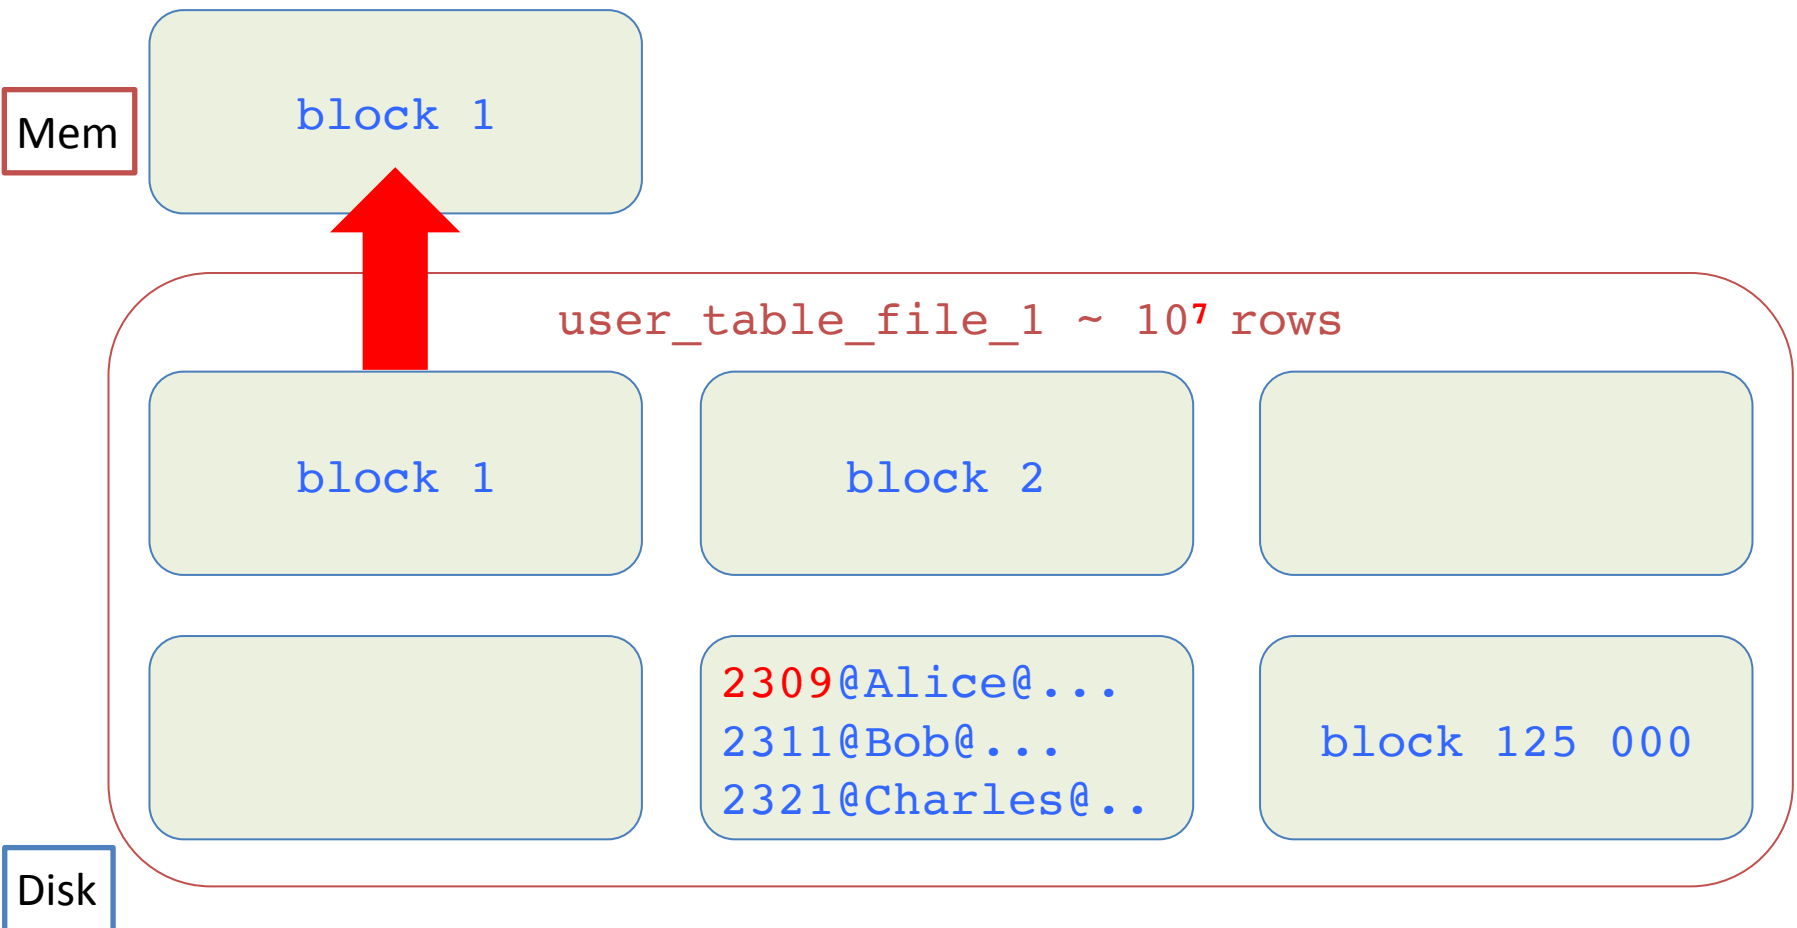 block 1
Mem
user_table_file_1 ~ 10⁷ rows
block 1
block 2
2309@Alice@...
2311@Bob@...
2321@Charles@..
block 125 000
Disk